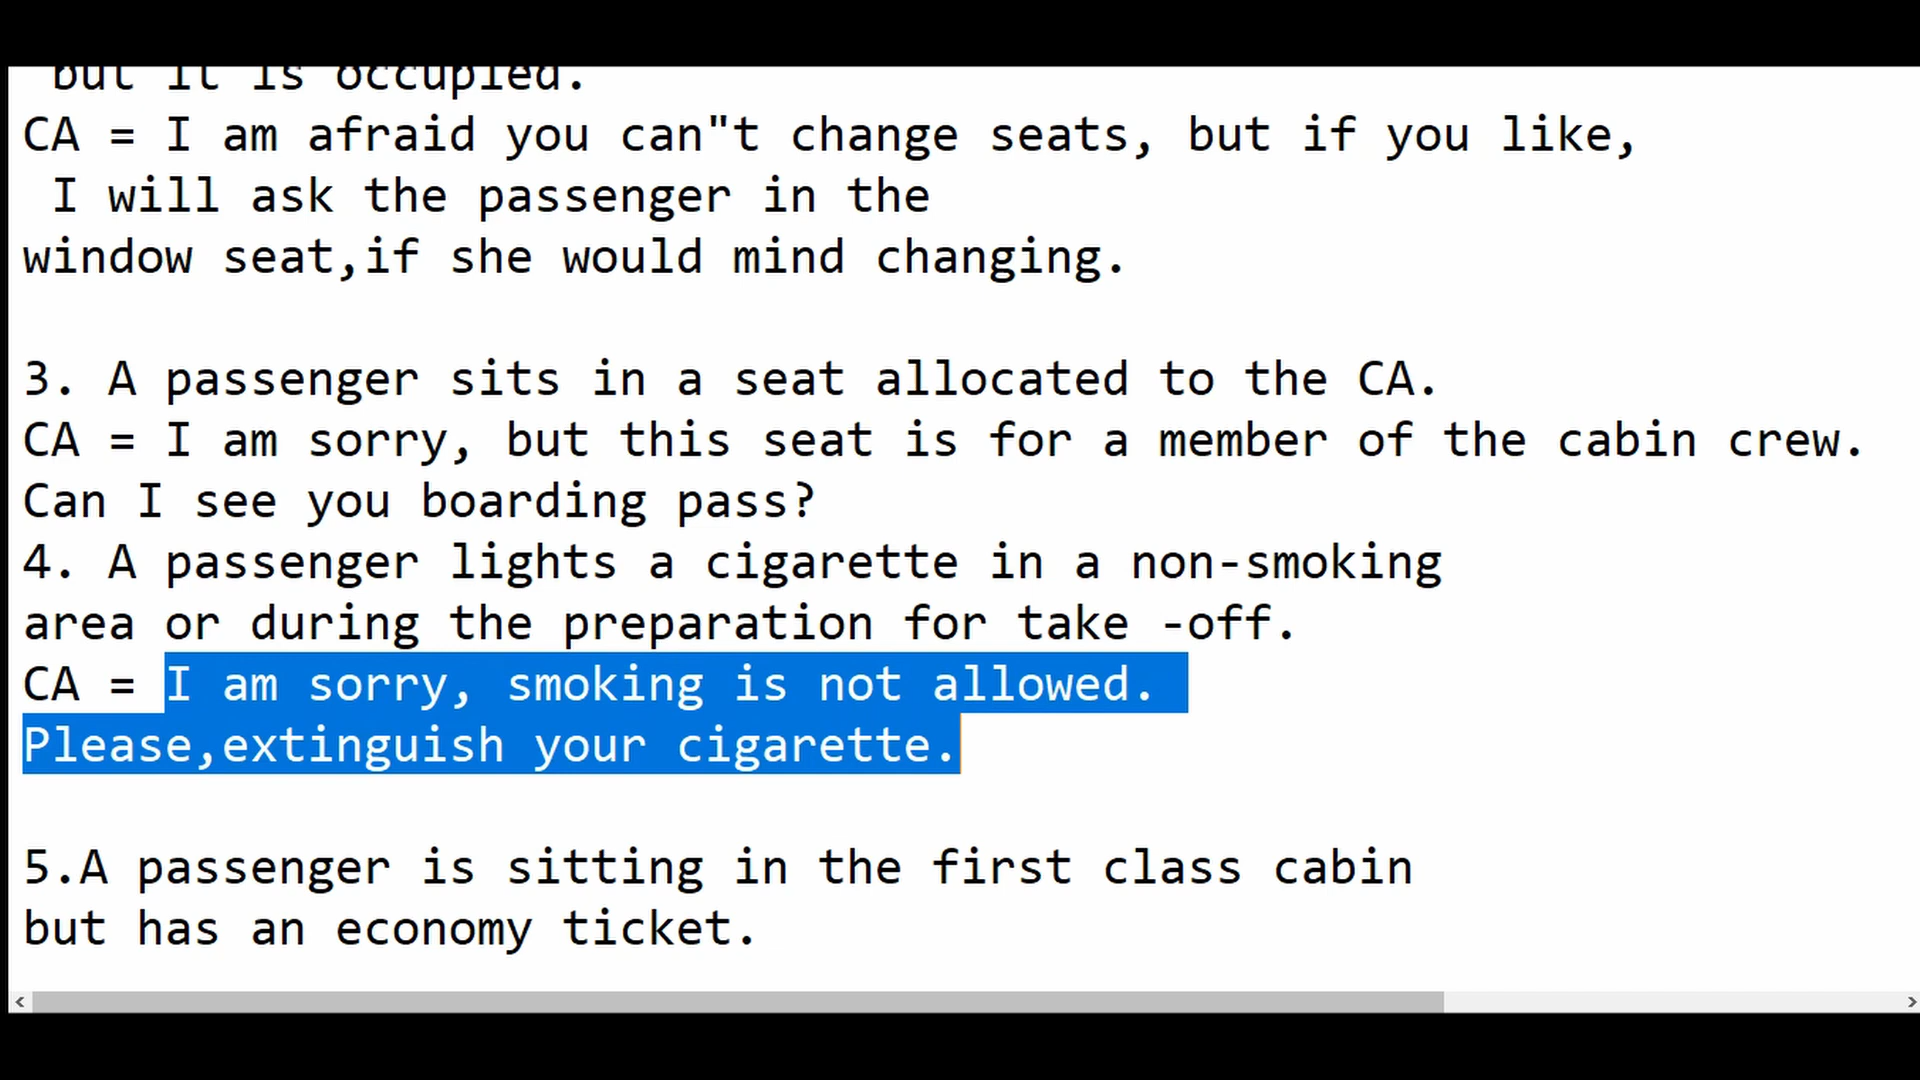 but it is occupied.
CA = I am afraid you can"t change seats, but if you like,
I will ask the passenger in the
window seat,if she would mind changing.
3. A passenger sits in a seat allocated to the CA.
CA = I am sorry, but this seat is for a member of the cabin crew.
Can I see you boarding pass?
4. A passenger lights a cigarette in a non-smoking
area or during the preparation for take -off.
CA = I am sorry, smoking is not allowed.
Please,extinguish your cigarette.
5.A passenger is sitting in the first class cabin
but has an economy ticket.